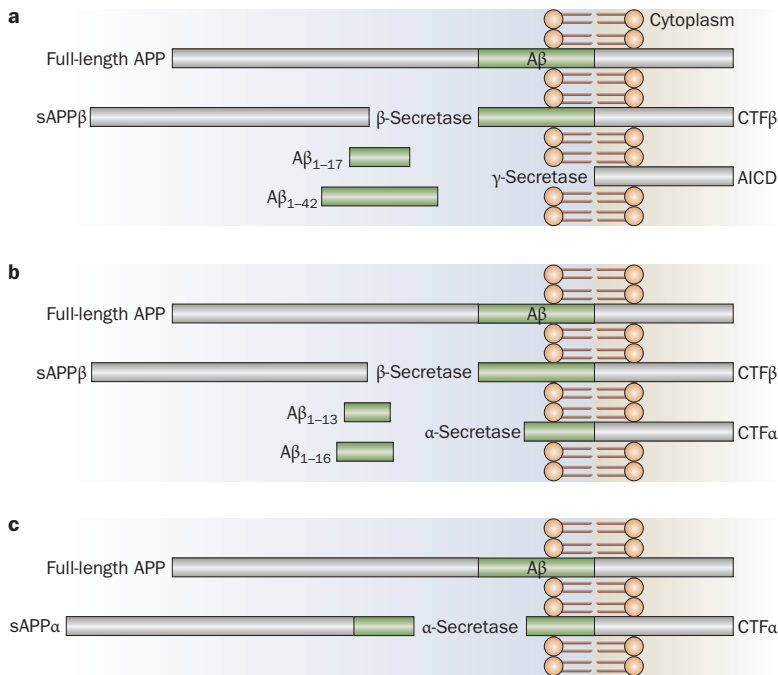 a
Cytoplasm
Full-length APP
Aβ
sAPPβ
β-Secretase
CTFβ
Aβ1–17
γ-Secretase
AICD
Aβ1–42
b
Full-length APP
Aβ
sAPPβ
β-Secretase
CTFβ
Aβ1–13
α-Secretase
CTFα
Aβ1–16
c
Full-length APP
Aβ
sAPPα
α-Secretase
CTFα